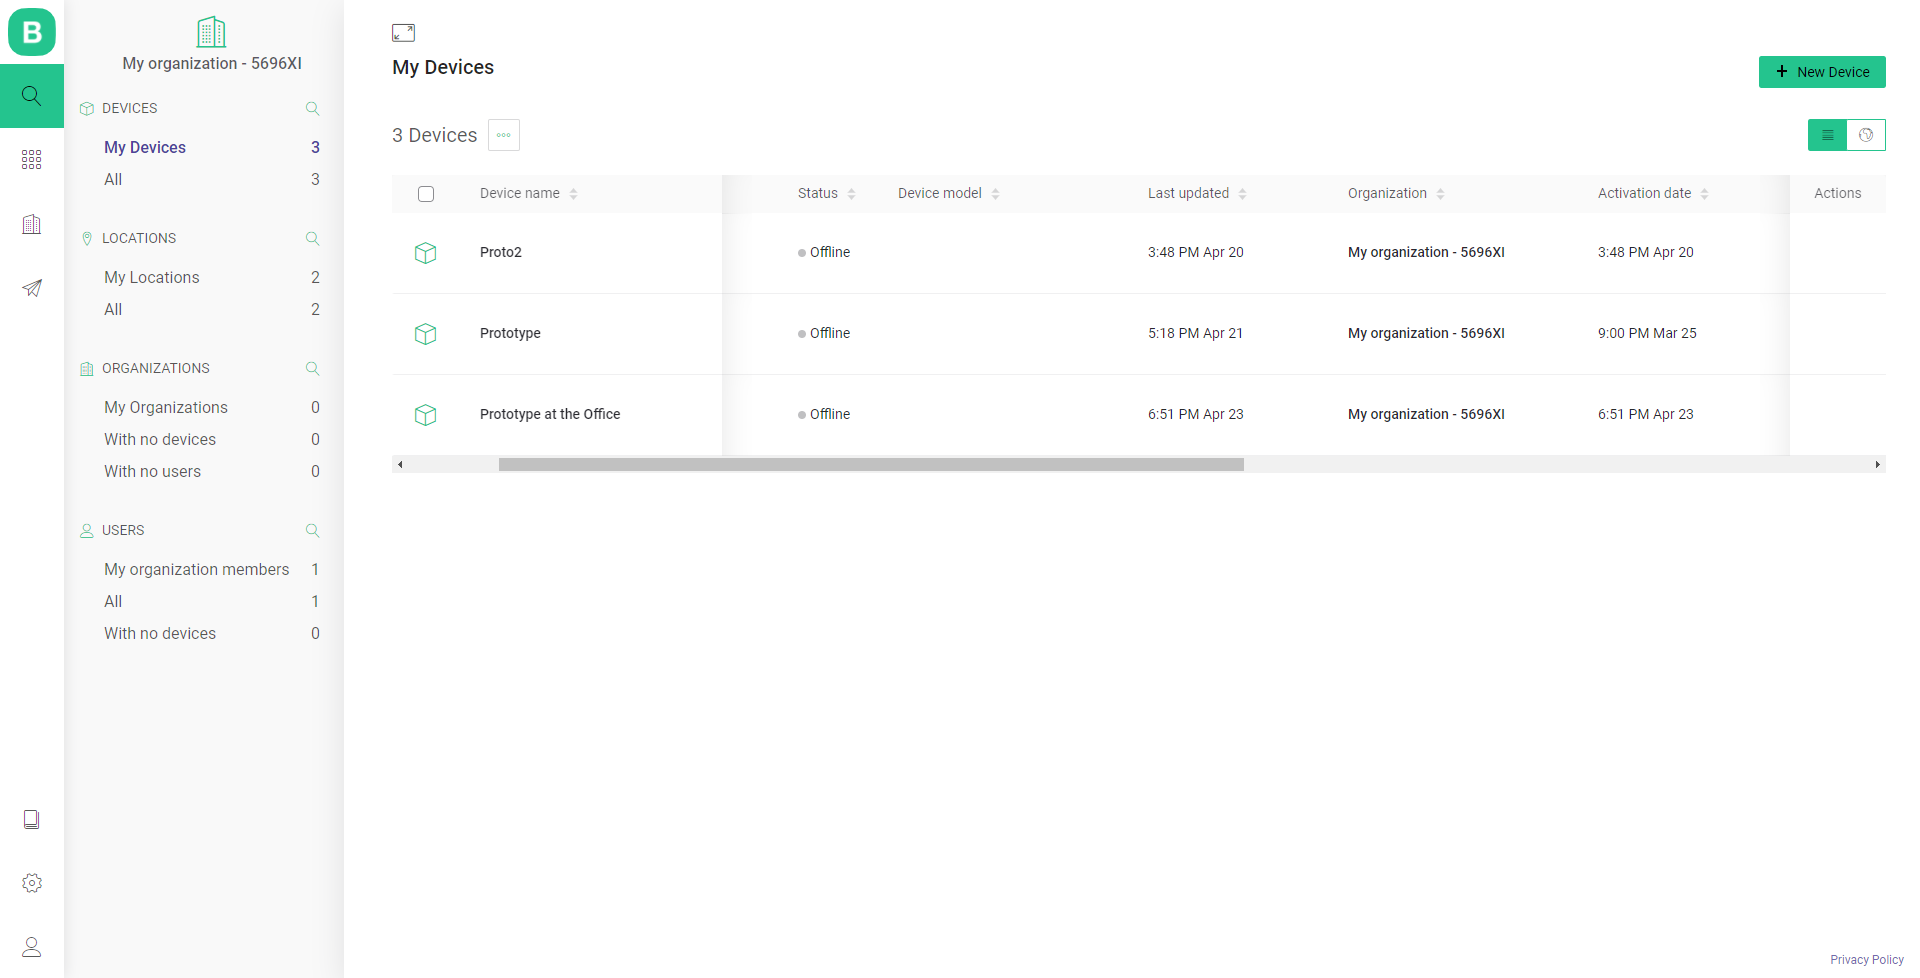 B
My organization - 5696XI
DEVICES
My Devices 3
All 3
LOCATIONS
My Locations 2
All 2
ORGANIZATIONS
My Organizations 0
With no devices 0
With no users 0
USERS
My organization members 1
All 1
With no devices 0
My Devices
+ New Device
3 Devices
Device name Status Device model Last updated Organization Activation date Actions
Proto2 Offline 3:48 PM Apr 20 My organization - 5696XI 3:48 PM Apr 20
Prototype Offline 5:18 PM Apr 21 My organization - 5696XI 9:00 PM Mar 25
Prototype at the Office Offline 6:51 PM Apr 23 My organization - 5696XI 6:51 PM Apr 23
Privacy Policy